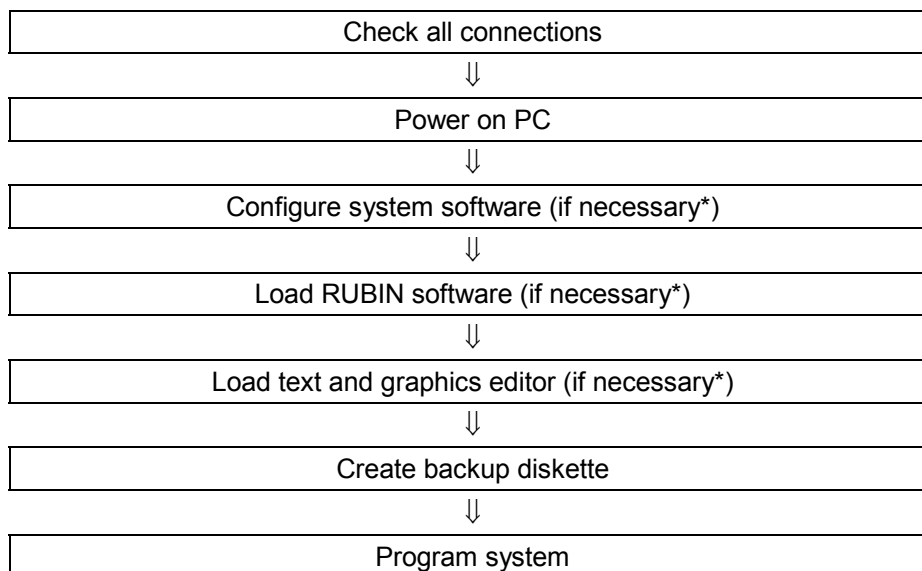 Check all connections
⇓
Power on PC
⇓
Configure system software (if necessary*)
⇓
Load RUBIN software (if necessary*)
⇓
Load text and graphics editor (if necessary*)
⇓
Create backup diskette
⇓
Program system